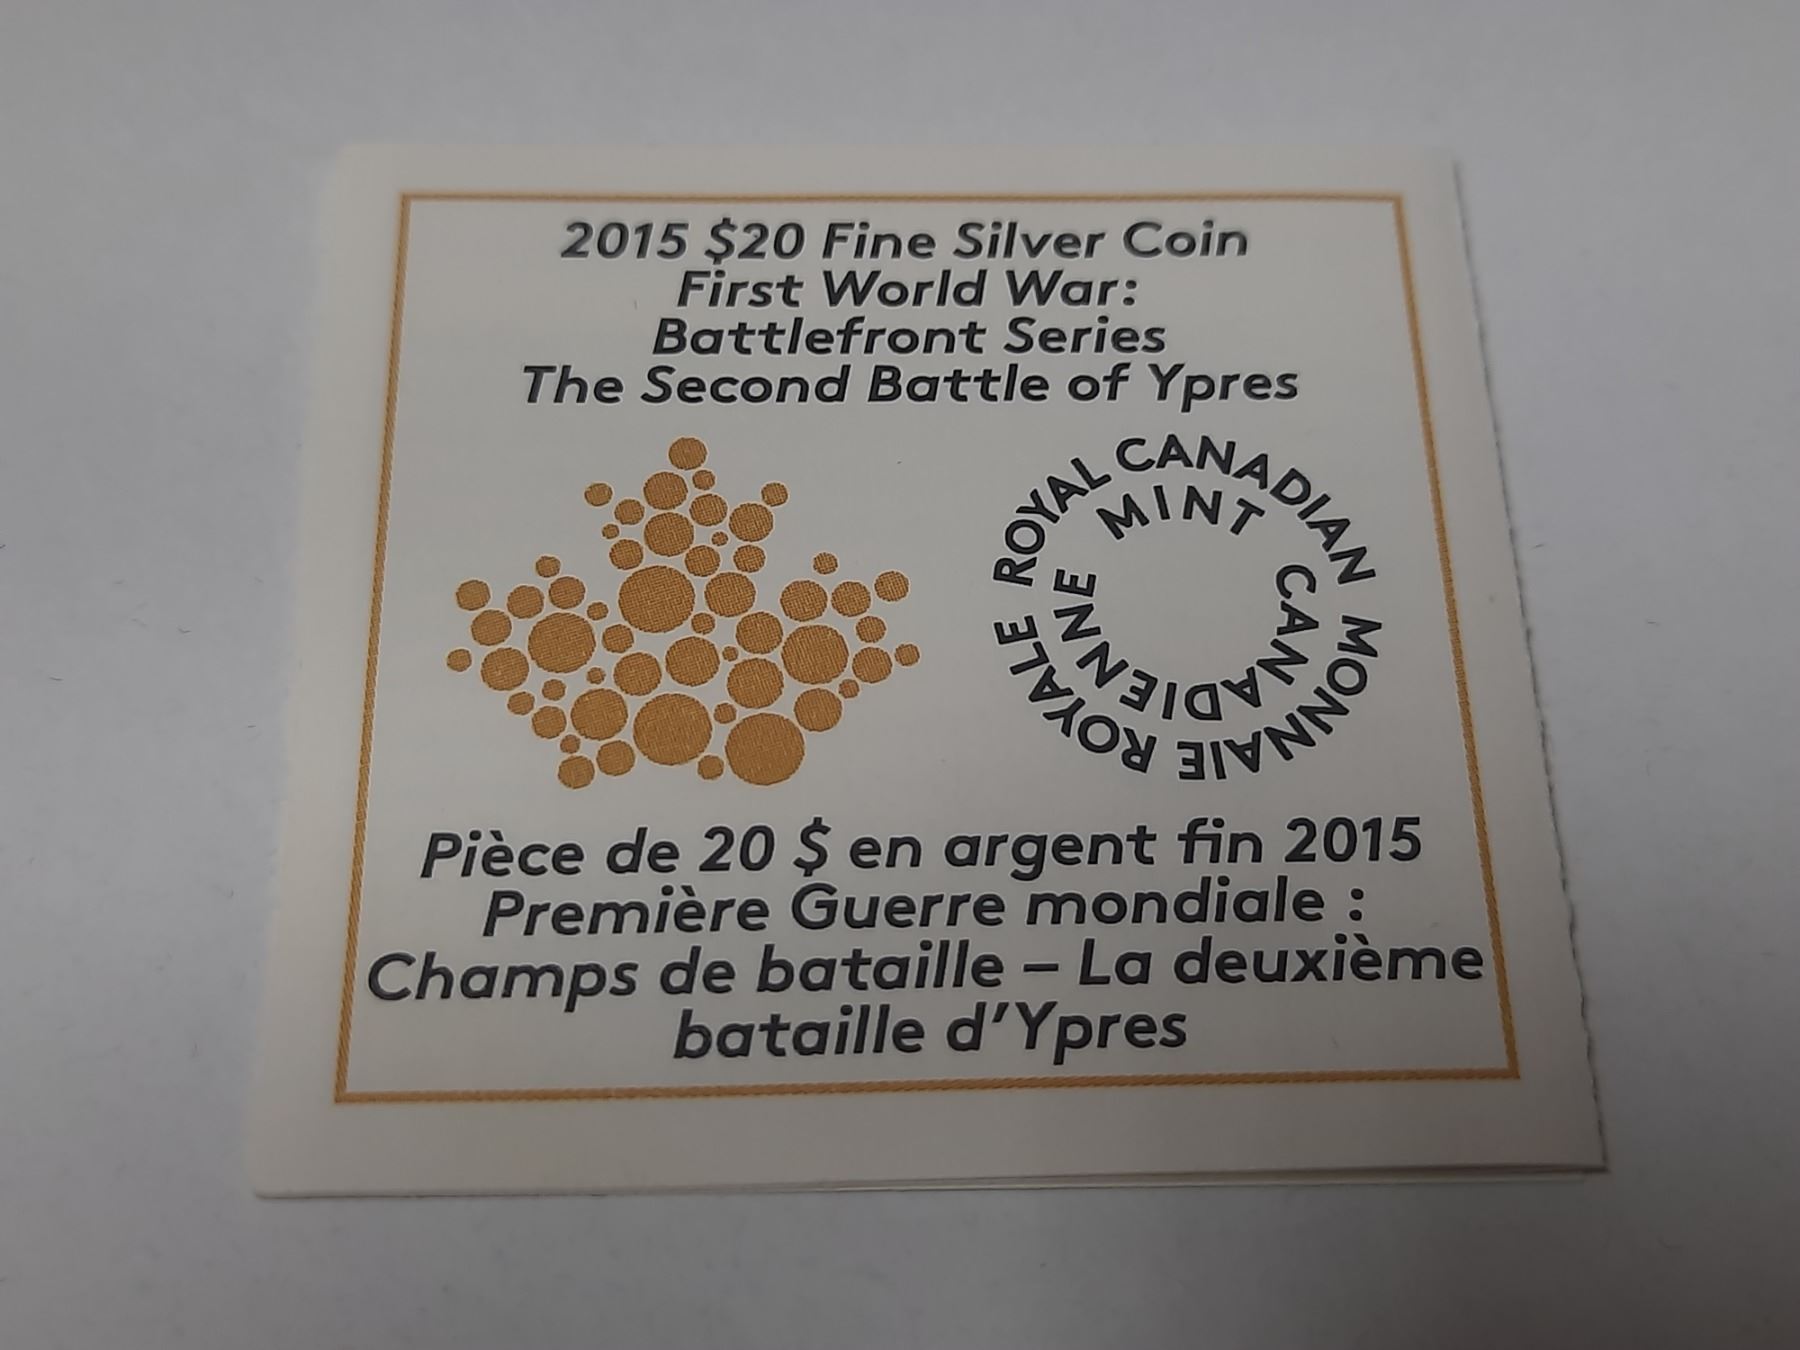 2015 $20 Fine Silver Coin
First World War:
Battlefront Series
The Second Battle of Ypres
ROYAL CANADIAN MINT
MONNAIE ROYALE CANADIENNE
Pièce de 20 $ en argent fin 2015
Première Guerre mondiale :
Champs de bataille – La deuxième
bataille d'Ypres